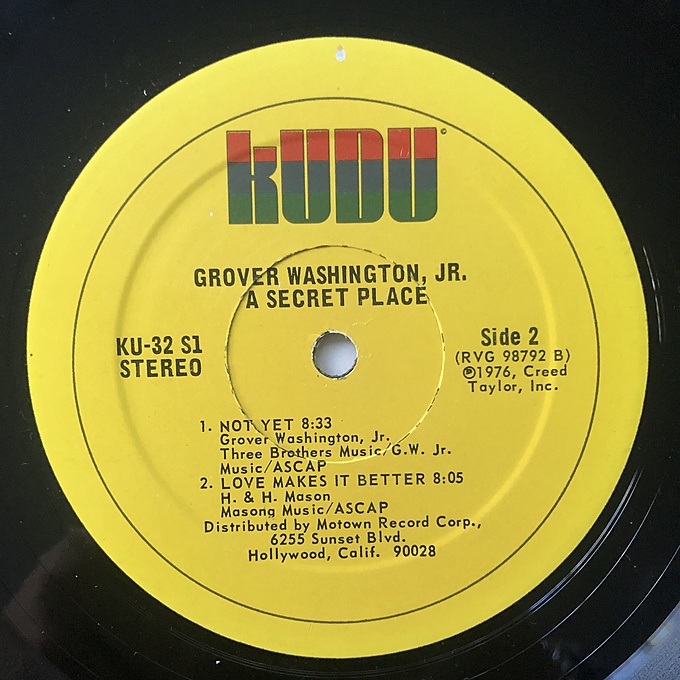 kUDU©
GROVER WASHINGTON, JR.
A SECRET PLACE
KU-32 S1
STEREO
Side 2
(RVG 98792 B)
℗1976, Creed
Taylor, Inc.
1. NOT YET 8:33
Grover Washington, Jr.
Three Brothers Music/G.W. Jr.
Music/ASCAP
2. LOVE MAKES IT BETTER 8:05
H. & H. Mason
Masong Music/ASCAP
Distributed by Motown Record Corp.,
6255 Sunset Blvd.
Hollywood, Calif. 90028